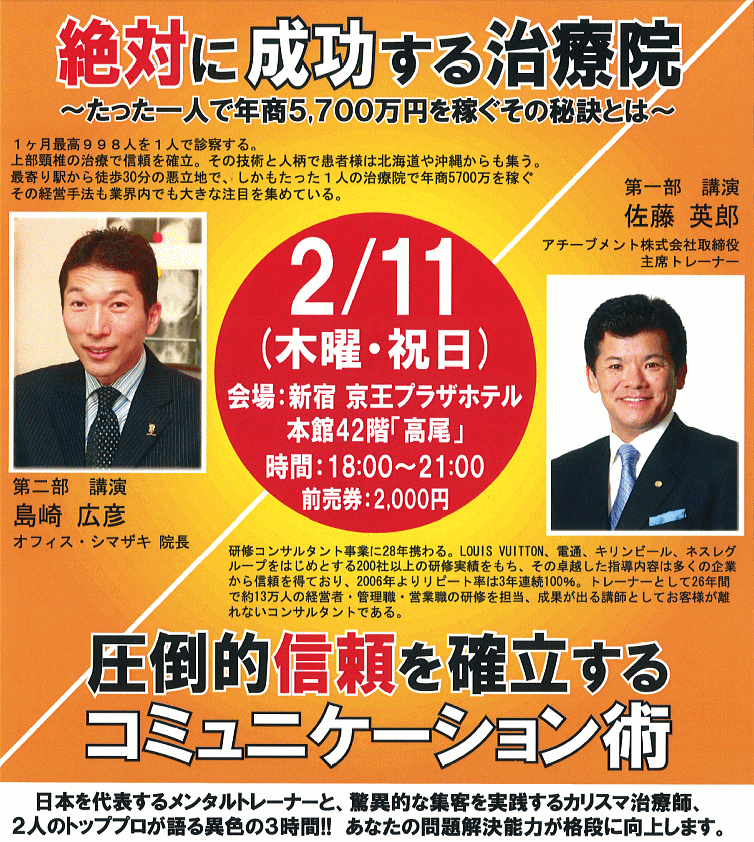 絶対に成功する治療院
～たった一人で年商5,700万円を稼ぐその秘訣とは～
１ヶ月最高９９８人を１人で診察する。
上部頸椎の治療で信頼を確立。その技術と人柄で患者様は北海道や沖縄からも集う。
最寄り駅から徒歩30分の悪立地で、しかもたった１人の治療院で年商5700万を稼ぐ
その経営手法も業界内でも大きな注目を集めている。
第一部　講演
佐藤 英郎
アチーブメント株式会社取締役
主席トレーナー
2/11
(木曜・祝日)
会場：新宿 京王プラザホテル
本館42階「高尾」
時間：18:00～21:00
前売券：2,000円
第二部　講演
島崎 広彦
オフィス・シマザキ 院長
研修コンサルタント事業に28年携わる。LOUIS VUITTON、電通、キリンビール、ネスレグ
ループをはじめとする200社以上の研修実績をもち、その卓越した指導内容は多くの企業
から信頼を得ており、2006年よりリピート率は3年連続100%。トレーナーとして26年間
で約13万人の経営者・管理職・営業職の研修を担当、成果が出る講師としてお客様が離
れないコンサルタントである。
圧倒的信頼を確立する
コミュニケーション術
日本を代表するメンタルトレーナーと、驚異的な集客を実践するカリスマ治療師、
2人のトッププロが語る異色の3時間!! あなたの問題解決能力が格段に向上します。